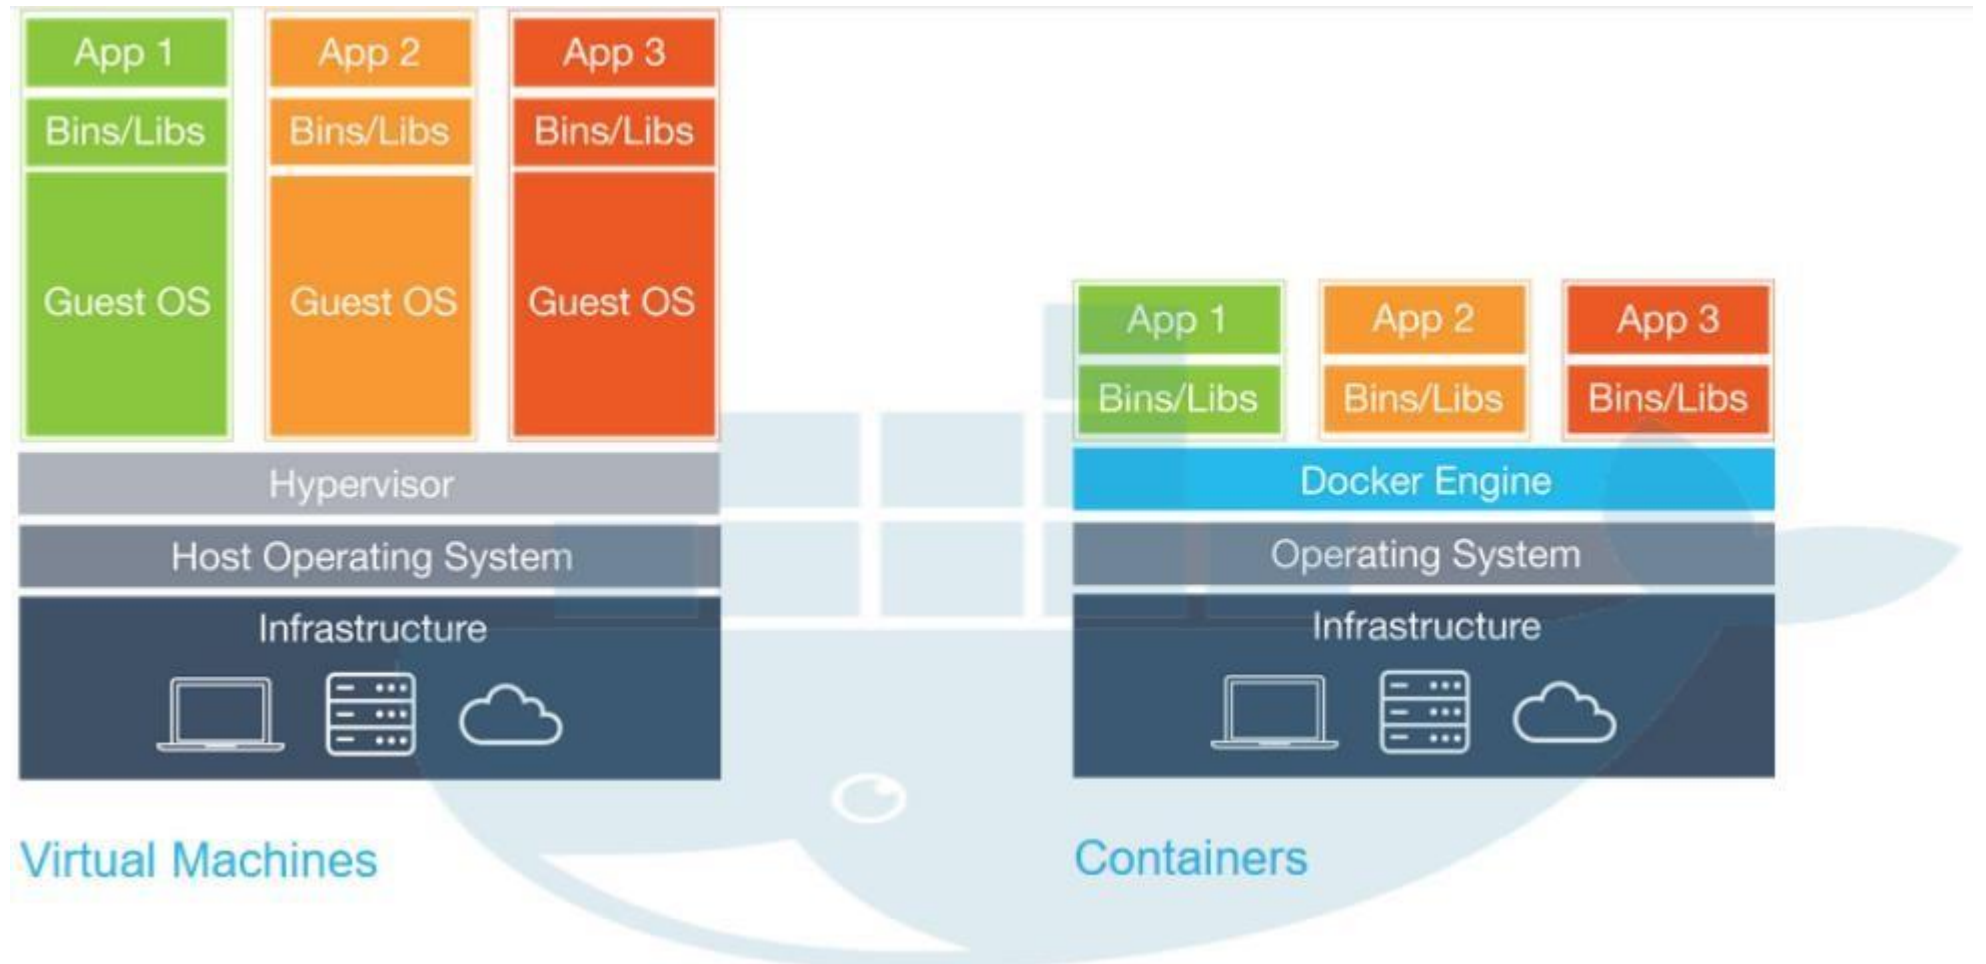 App 1
App 2
App 3
Bins/Libs
Bins/Libs
Bins/Libs
Guest OS
Guest OS
Guest OS
Hypervisor
Host Operating System
Infrastructure
Virtual Machines
App 1
App 2
App 3
Bins/Libs
Bins/Libs
Bins/Libs
Docker Engine
Operating System
Infrastructure
Containers